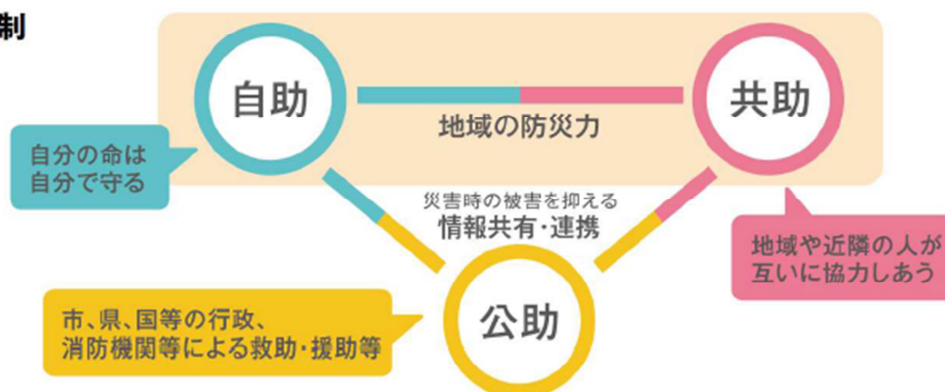 制
自助
共助
地域の防災力
自分の命は
自分で守る
災害時の被害を抑える
情報共有・連携
地域や近隣の人が
互いに協力しあう
市、県、国等の行政、
消防機関等による救助・援助等
公助